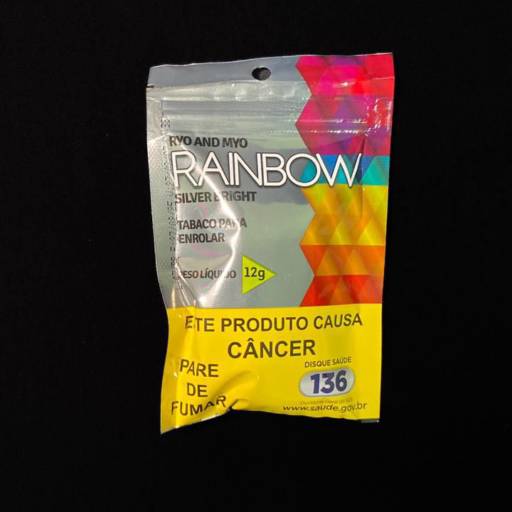 RYO AND MYO
RAINBOW
SILVER BRIGHT
TABACO PARA
ENROLAR
PESO LÍQUIDO 12g
ESTE PRODUTO CAUSA
CÂNCER
PARE
DE
FUMAR
DISQUE SAÚDE
136
www.saude.gov.br